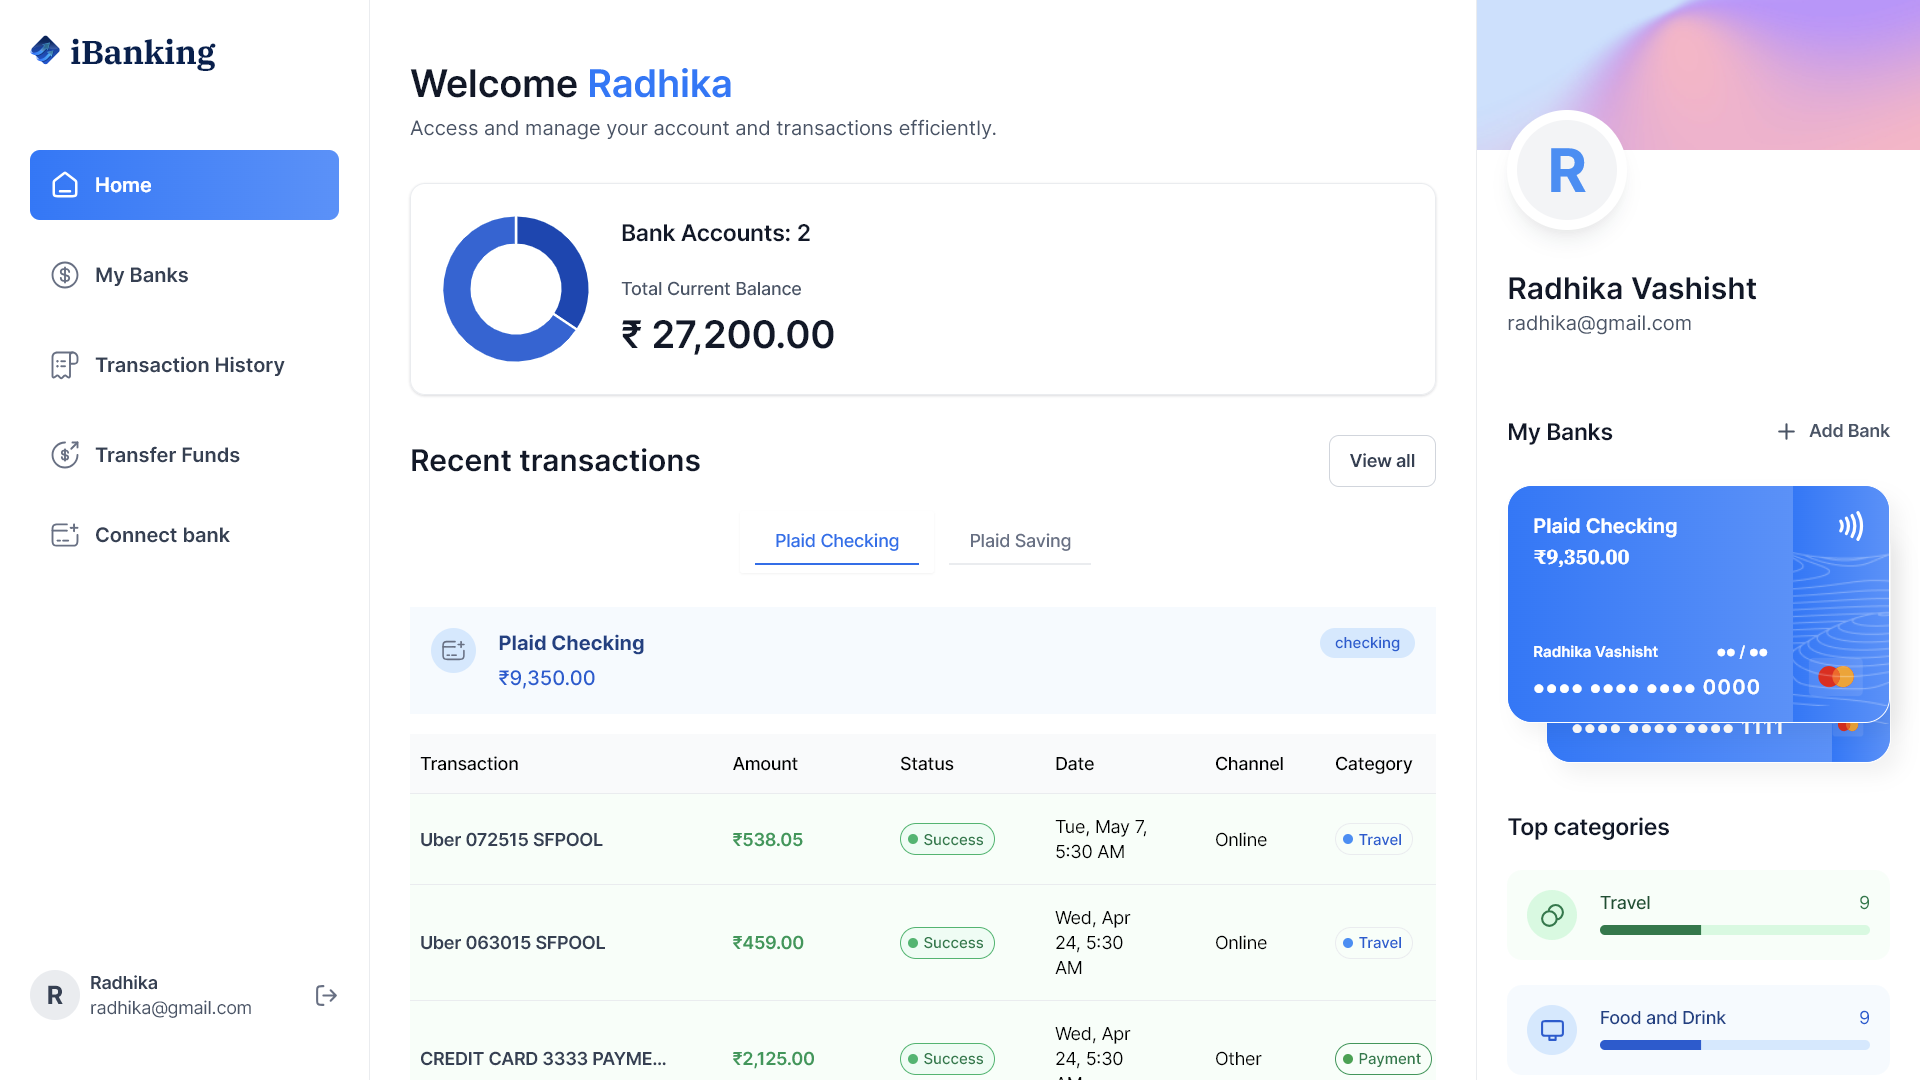 iBanking
Home
My Banks
Transaction History
Transfer Funds
Connect bank
R
Radhika
radhika@gmail.com
Welcome Radhika
Access and manage your account and transactions efficiently.
Bank Accounts: 2
Total Current Balance
₹ 27,200.00
Recent transactions
View all
Plaid Checking
Plaid Saving
Plaid Checking
₹9,350.00
checking
Transaction Amount Status Date Channel Category
Uber 072515 SFPOOL ₹538.05 Success Tue, May 7, 5:30 AM Online Travel
Uber 063015 SFPOOL ₹459.00 Success Wed, Apr 24, 5:30 AM Online Travel
CREDIT CARD 3333 PAYME... ₹2,125.00 Success Wed, Apr 24, 5:30 Other Payment
R
Radhika Vashisht
radhika@gmail.com
My Banks
Add Bank
Plaid Checking
₹9,350.00
Radhika Vashisht ●● / ●●
●●●● ●●●● ●●●● 0000
●●●● ●●●● ●●●● 1111
Top categories
Travel 9
Food and Drink 9